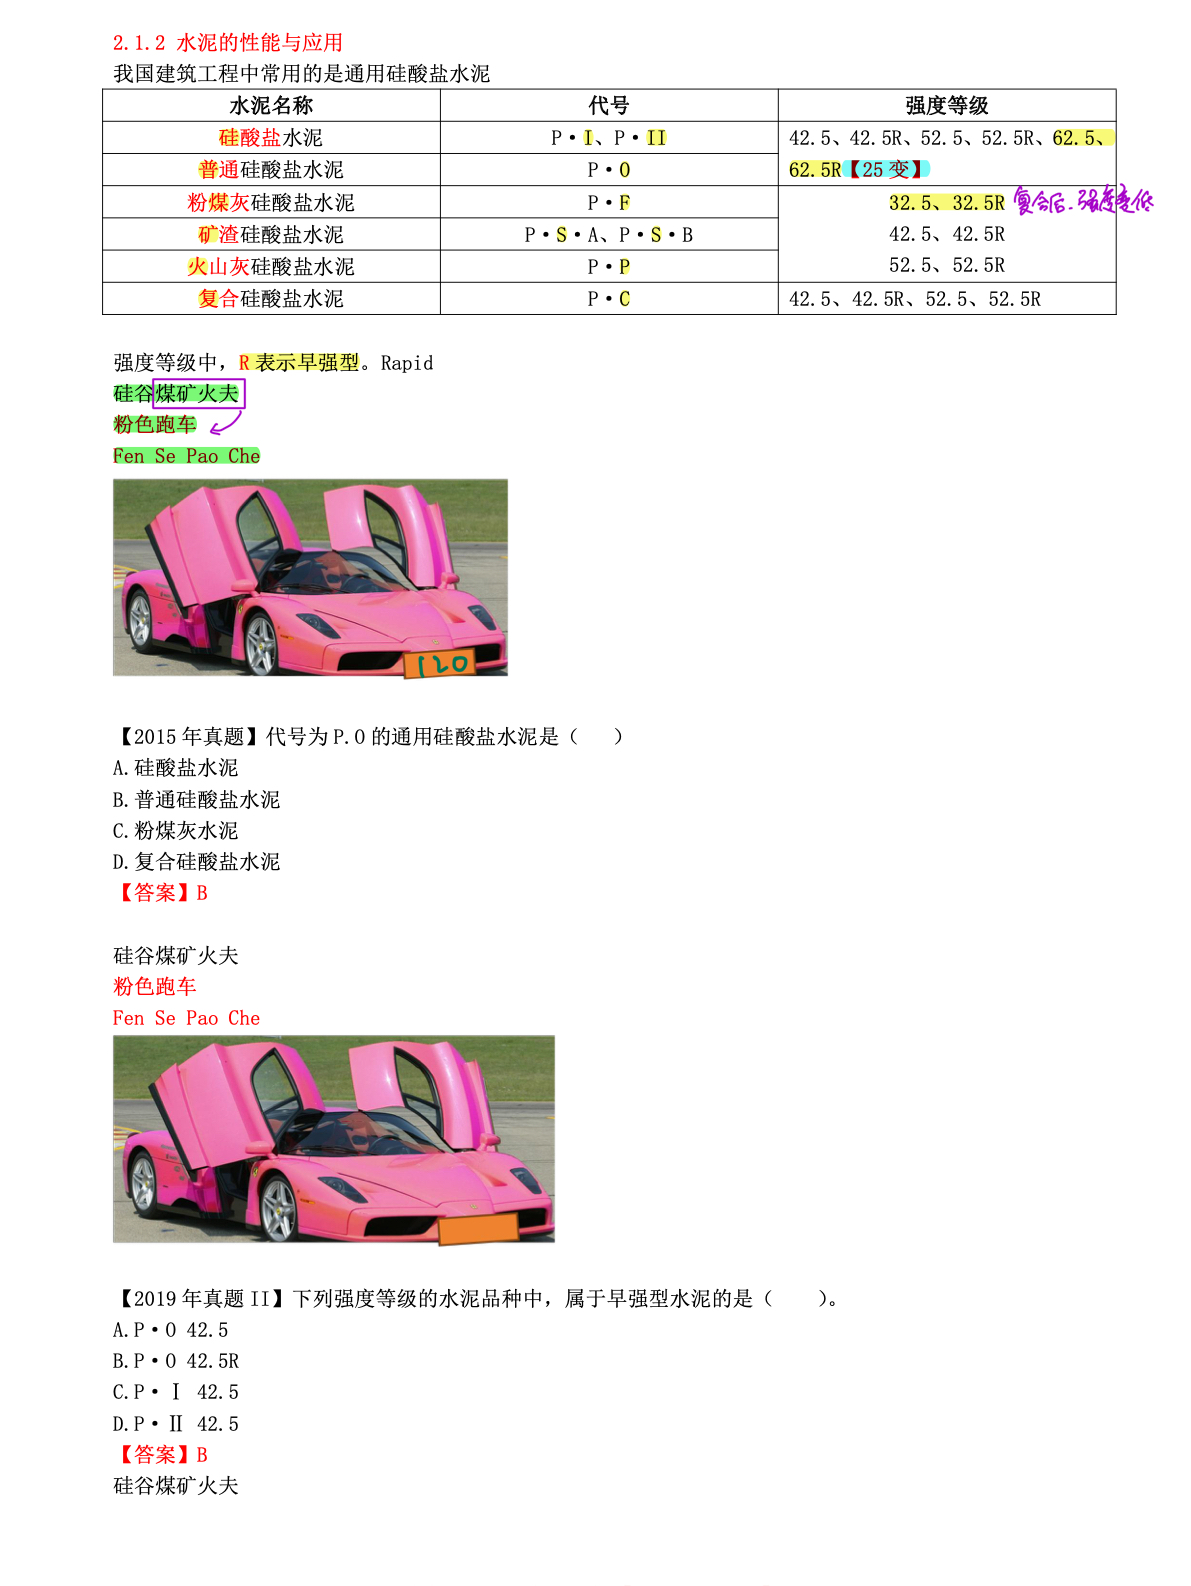 2.1.2 水泥的性能与应用
我国建筑工程中常用的是通用硅酸盐水泥
水泥名称 代号 强度等级
硅酸盐水泥 P·I、P·II 42.5、42.5R、52.5、52.5R、62.5、
普通硅酸盐水泥 P·O 62.5R【25 变】
粉煤灰硅酸盐水泥 P·F 32.5、32.5R 复合后.强度变低
矿渣硅酸盐水泥 P·S·A、P·S·B 42.5、42.5R
火山灰硅酸盐水泥 P·P 52.5、52.5R
复合硅酸盐水泥 P·C 42.5、42.5R、52.5、52.5R
强度等级中，R 表示早强型。Rapid
硅谷煤矿火夫
粉色跑车
Fen Se Pao Che
120
【2015 年真题】代号为 P.O 的通用硅酸盐水泥是（ ）
A.硅酸盐水泥
B.普通硅酸盐水泥
C.粉煤灰水泥
D.复合硅酸盐水泥
【答案】B
硅谷煤矿火夫
粉色跑车
Fen Se Pao Che
【2019 年真题 II】下列强度等级的水泥品种中，属于早强型水泥的是（ ）。
A.P·O 42.5
B.P·O 42.5R
C.P·Ⅰ 42.5
D.P·Ⅱ 42.5
【答案】B
硅谷煤矿火夫